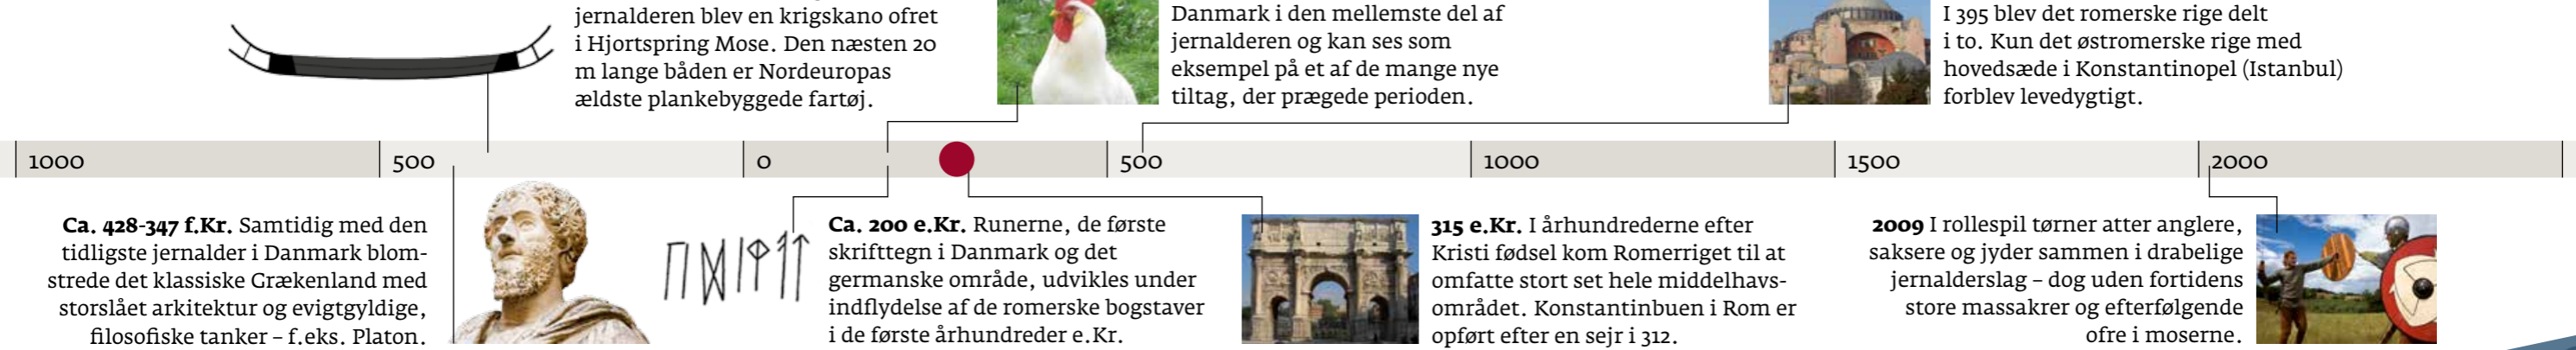 jernalderen blev en krigskano ofret
i Hjortspring Mose. Den næsten 20
m lange båden er Nordeuropas
ældste plankebyggede fartøj.
Danmark i den mellemste del af
jernalderen og kan ses som
eksempel på et af de mange nye
tiltag, der prægede perioden.
I 395 blev det romerske rige delt
i to. Kun det østromerske rige med
hovedsæde i Konstantinopel (Istanbul)
forblev levedygtigt.
1000
500
0
500
1000
1500
2000
Ca. 428-347 f.Kr. Samtidig med den
tidligste jernalder i Danmark blom-
strede det klassiske Grækenland med
storslået arkitektur og evigtgyldige,
filosofiske tanker – f.eks. Platon.
Ca. 200 e.Kr. Runerne, de første
skrifttegn i Danmark og det
germanske område, udvikles under
indflydelse af de romerske bogstaver
i de første århundreder e.Kr.
315 e.Kr. I århundrederne efter
Kristi fødsel kom Romerriget til at
omfatte stort set hele middelhavs-
området. Konstantinbuen i Rom er
opført efter en sejr i 312.
2009 I rollespil tørner atter anglere,
saksere og jyder sammen i drabelige
jernalderslag – dog uden fortidens
store massakrer og efterfølgende
ofre i moserne.